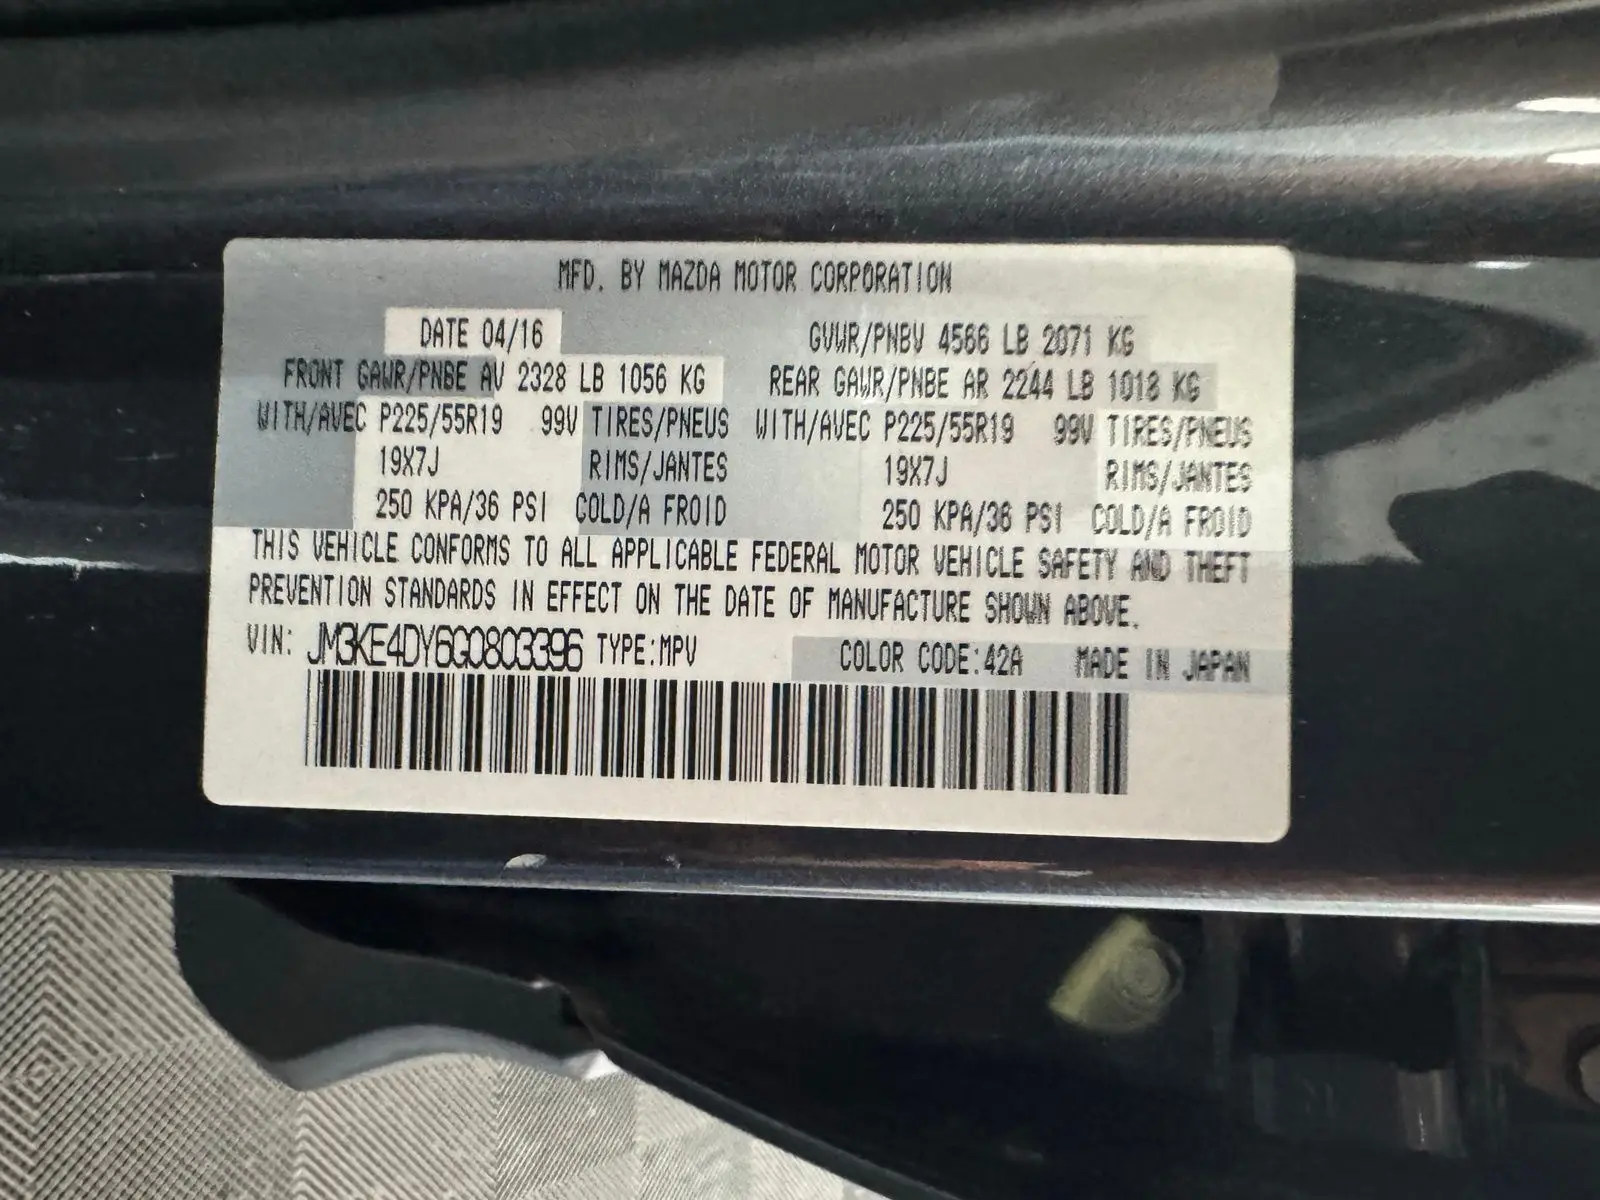 MFD. BY MAZDA MOTOR CORPORATION
DATE 04/16 GVWR/PNBV 4566 LB 2071 KG
FRONT GAWR/PNBE AV 2328 LB 1056 KG REAR GAWR/PNBE AR 2244 LB 1018 KG
WITH/AVEC P225/55R19 99V TIRES/PNEUS WITH/AVEC P225/55R19 99V TIRES/PNEUS
19X7J RIMS/JANTES 19X7J RIMS/JANTES
250 KPA/36 PSI COLD/A FROID 250 KPA/36 PSI COLD/A FROID
THIS VEHICLE CONFORMS TO ALL APPLICABLE FEDERAL MOTOR VEHICLE SAFETY AND THEFT
PREVENTION STANDARDS IN EFFECT ON THE DATE OF MANUFACTURE SHOWN ABOVE.
VIN: JM3KE4DY6G0803396 TYPE:MPV COLOR CODE:42A MADE IN JAPAN